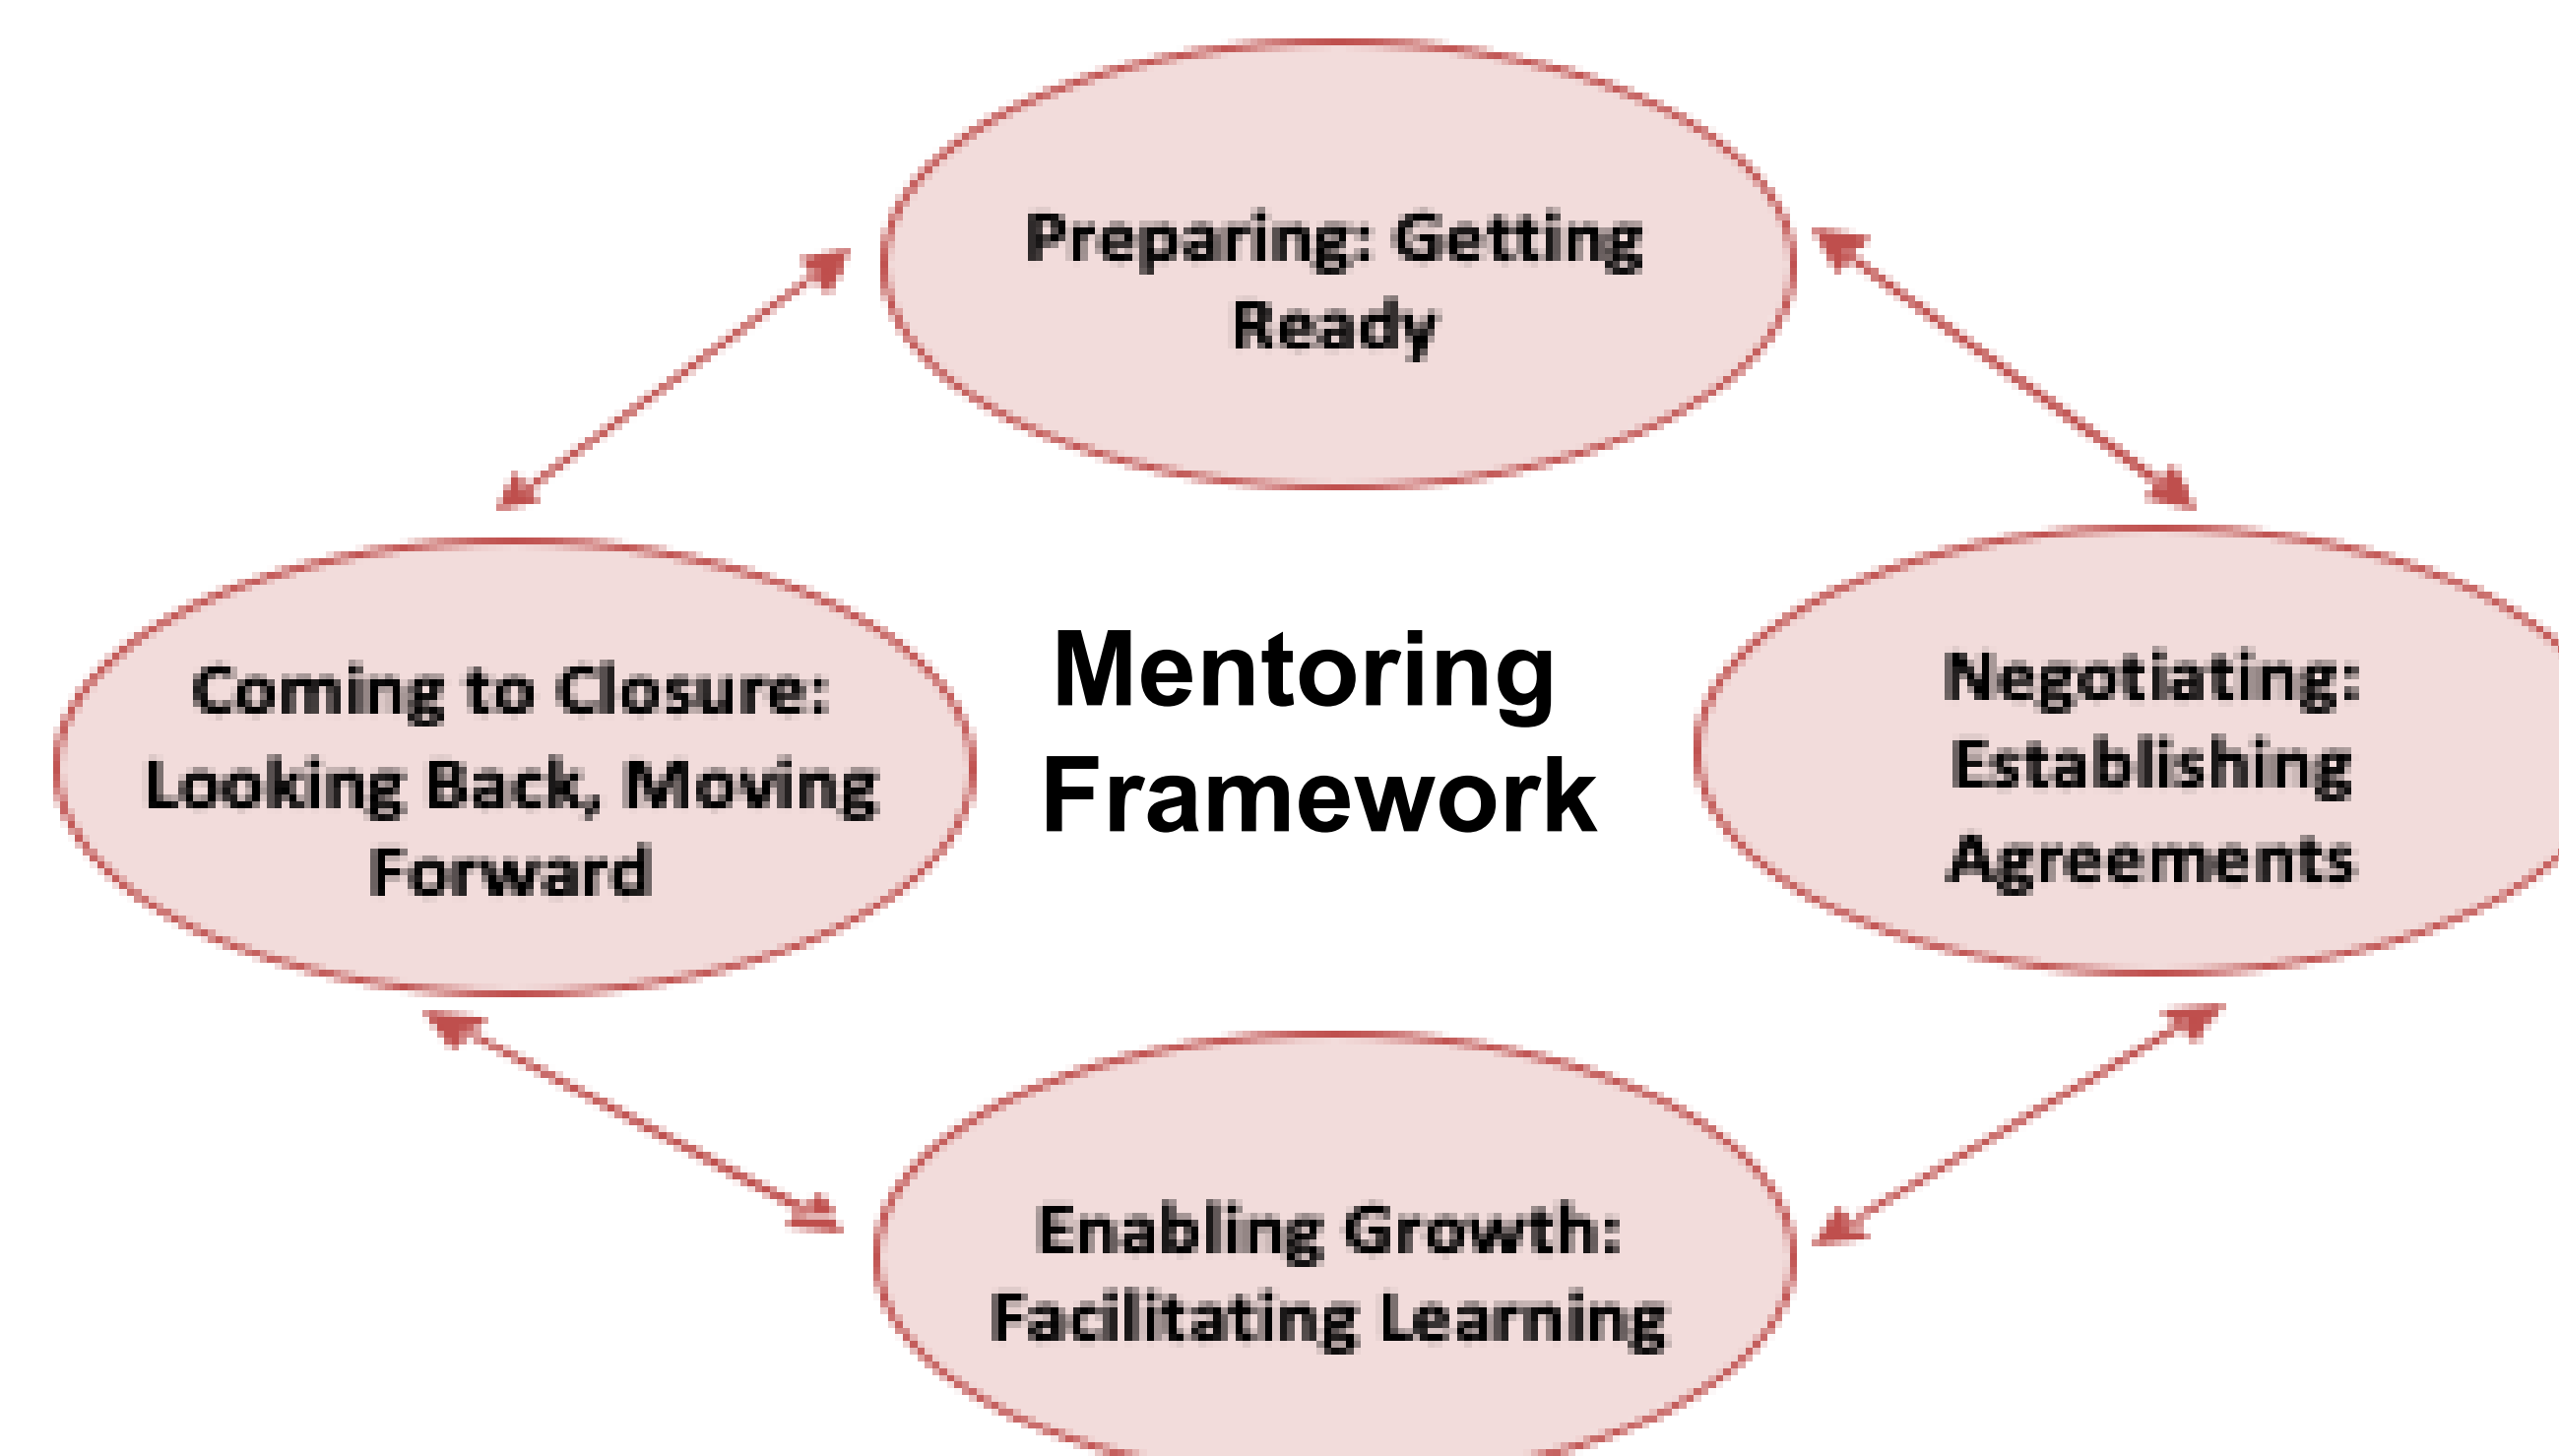 Preparing: Getting
Ready
Coming to Closure:
Looking Back, Moving
Forward
Mentoring
Framework
Negotiating:
Establishing
Agreements
Enabling Growth:
Facilitating Learning